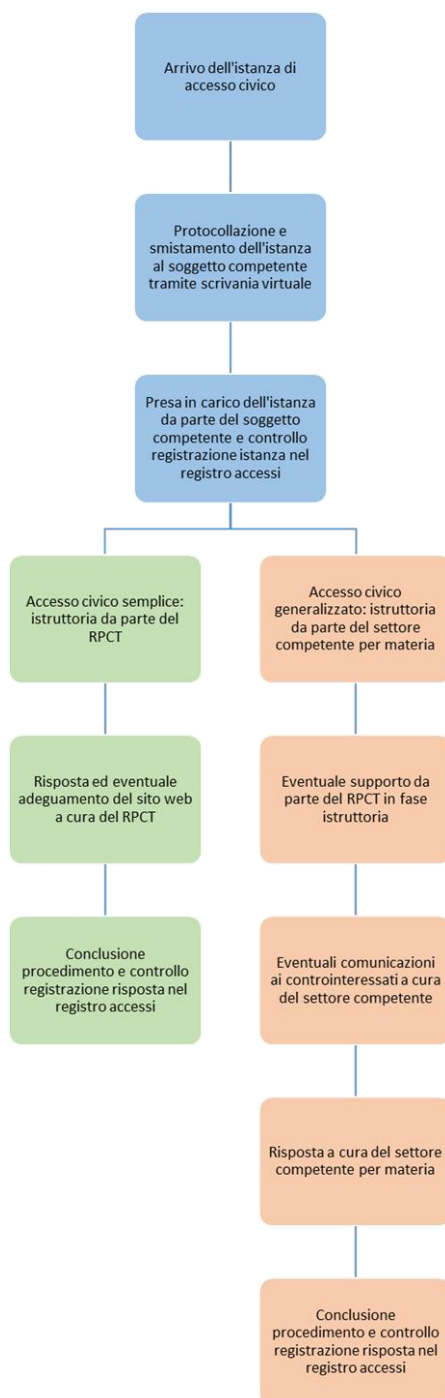 Arrivo dell'istanza di
accesso civico
Protocollazione e
smistamento dell'istanza
al soggetto competente
tramite scrivania virtuale
Presa in carico dell'istanza
da parte del soggetto
competente e controllo
registrazione istanza nel
registro accessi
Accesso civico semplice:
istruttoria da parte del
RPCT
Risposta ed eventuale
adeguamento del sito web
a cura del RPCT
Conclusione
procedimento e controllo
registrazione risposta nel
registro accessi
Accesso civico
generalizzato: istruttoria
da parte del settore
competente per materia
Eventuale supporto da
parte del RPCT in fase
istruttoria
Eventuali comunicazioni
ai controinteressati a cura
del settore competente
Risposta a cura del settore
competente per materia
Conclusione
procedimento e controllo
registrazione risposta nel
registro accessi